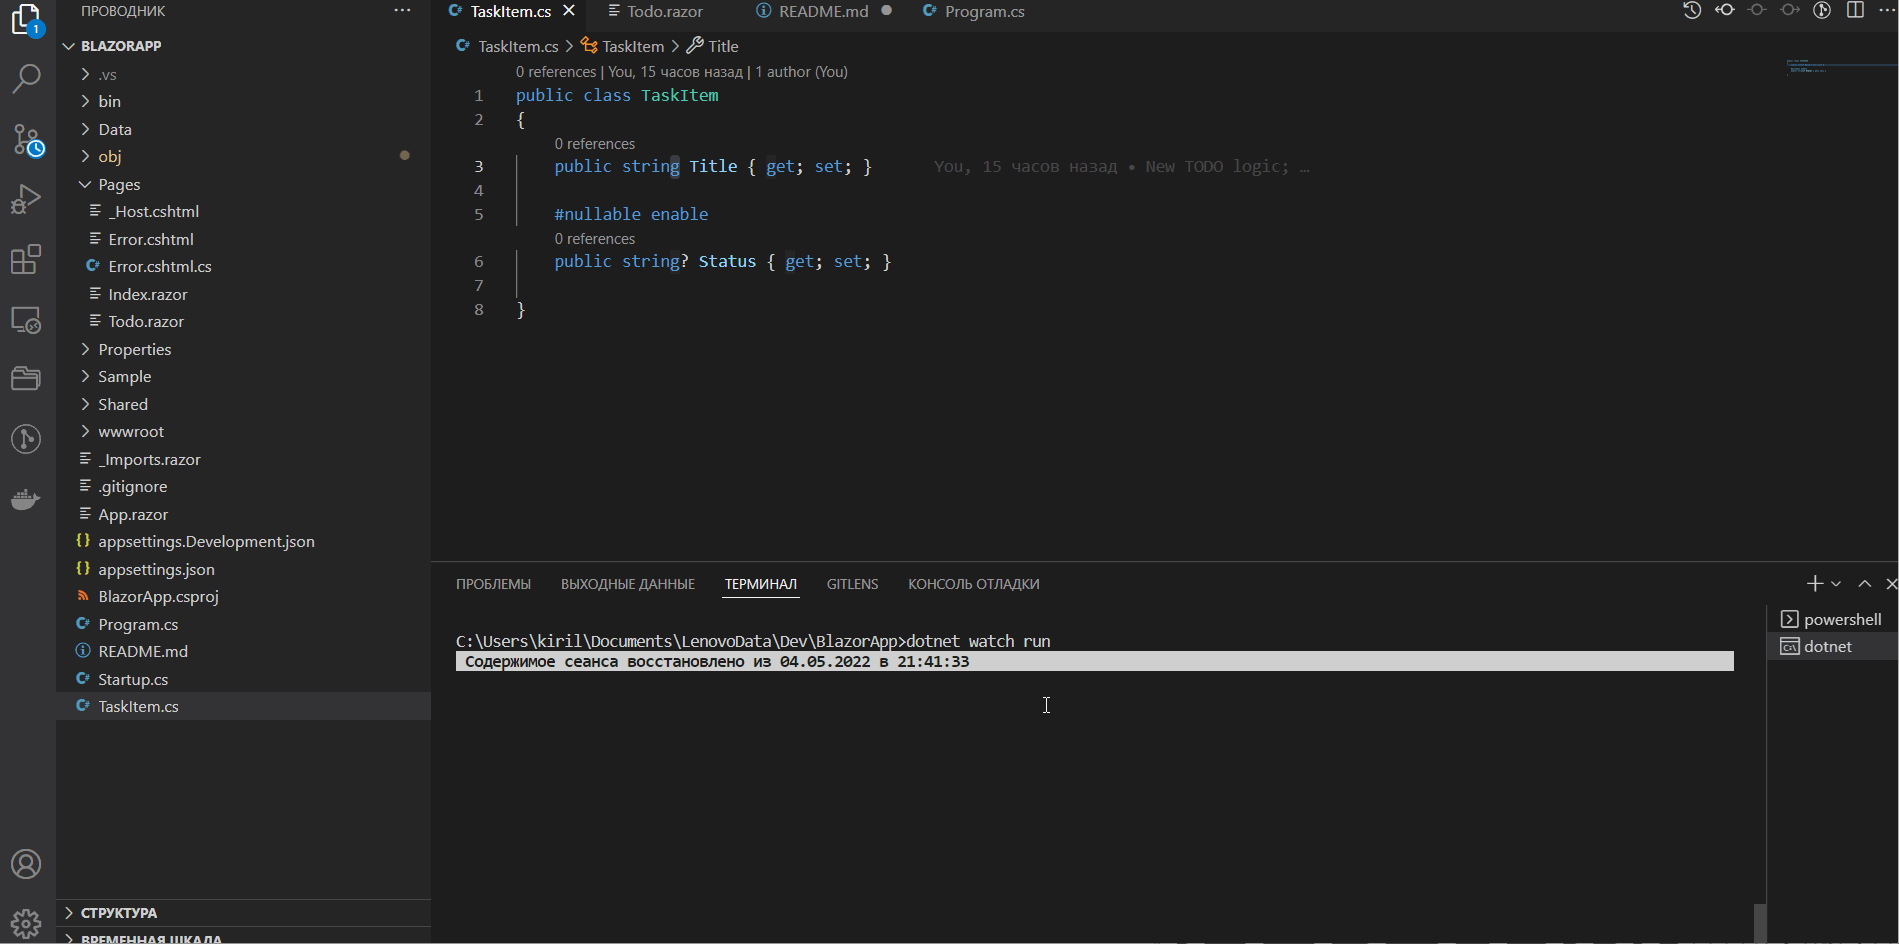 ПРОВОДНИК
BLAZORAPP
.vs
bin
Data
obj
Pages
_Host.cshtml
Error.cshtml
Error.cshtml.cs
Index.razor
Todo.razor
Properties
Sample
Shared
wwwroot
_Imports.razor
.gitignore
App.razor
appsettings.Development.json
appsettings.json
BlazorApp.csproj
Program.cs
README.md
Startup.cs
TaskItem.cs
СТРУКТУРА
ВРЕМЕННАЯ ШКАЛА
1
TaskItem.cs Todo.razor README.md Program.cs
TaskItem.cs > TaskItem > Title
0 references | You, 15 часов назад | 1 author (You)
1 public class TaskItem
2 {
0 references
3 public string Title { get; set; } You, 15 часов назад • New TODO logic; …
4
5 #nullable enable
0 references
6 public string? Status { get; set; }
7
8 }
ПРОБЛЕМЫ ВЫХОДНЫЕ ДАННЫЕ ТЕРМИНАЛ GITLENS КОНСОЛЬ ОТЛАДКИ
C:\Users\kiril\Documents\LenovoData\Dev\BlazorApp>dotnet watch run
Содержимое сеанса восстановлено из 04.05.2022 в 21:41:33
powershell
dotnet